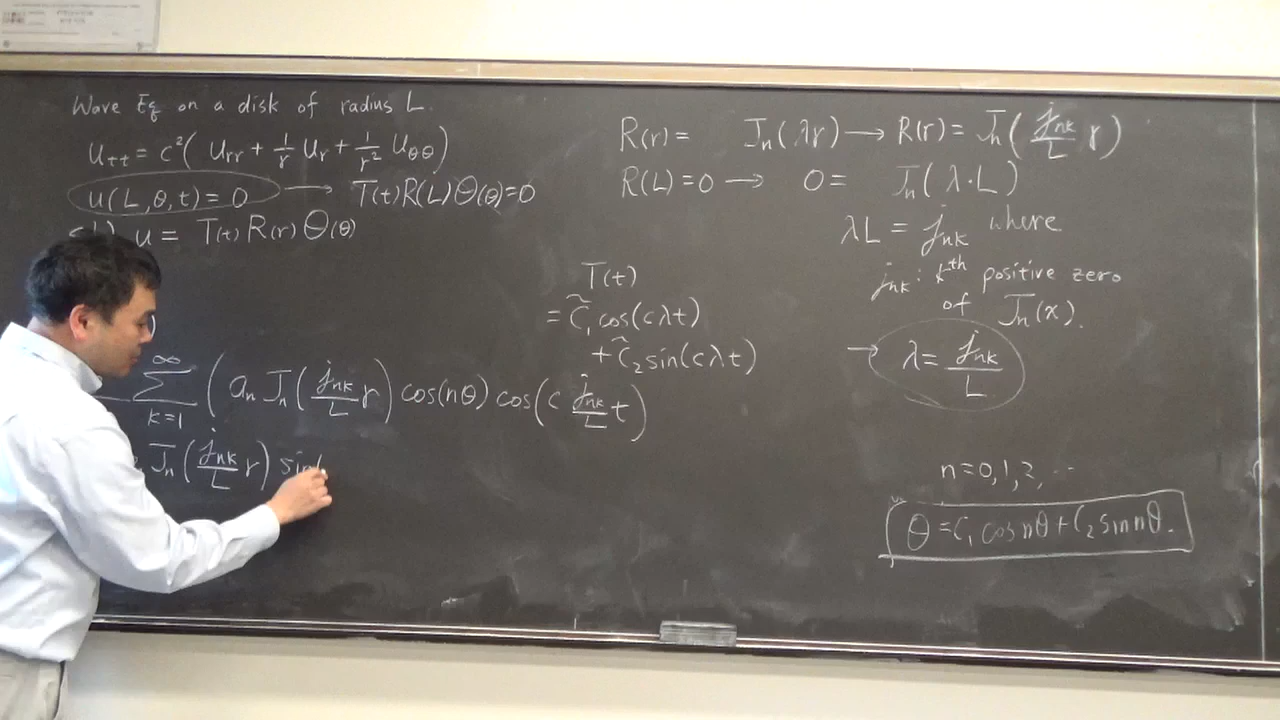 Wave Eq on a disk of radius L.
u_tt = c²( u_rr + 1/r u_r + 1/r² u_θθ )
u(L,θ,t) = 0 → T(t)R(L)Θ(θ)=0
u = T(t) R(r) Θ(θ)
T(t)
= C̃₁ cos(cλt)
+ C̃₂ sin(cλt)
∞
Σ ( a_n J_n( j_nk/L r ) cos(nθ) cos( c j_nk/L t )
k=1
J_n( j_nk/L r ) sin(
R(r) = J_n(λr) → R(r) = J_n( j_nk/L r )
R(L)=0 → 0 = J_n( λ·L )
λL = j_nk where
j_nk : kth positive zero
of J_n(x).
→ λ = j_nk/L
n=0,1,2,...
Θ = C₁ cos nθ + C₂ sin nθ.